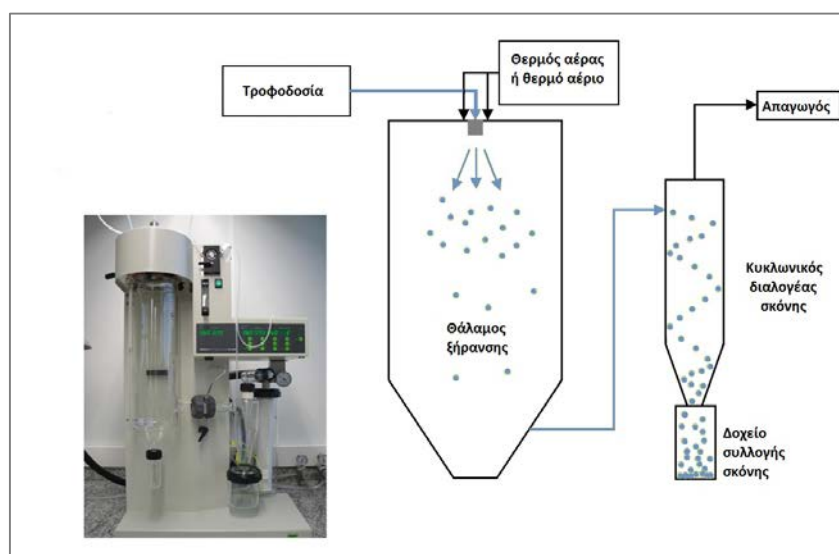 Θερμός αέρας
ή θερμό αέριο
Τροφοδοσία
Απαγωγός
Κυκλωνικός
διαλογέας
σκόνης
Θάλαμος
ξήρανσης
Δοχείο
συλλογής
σκόνης